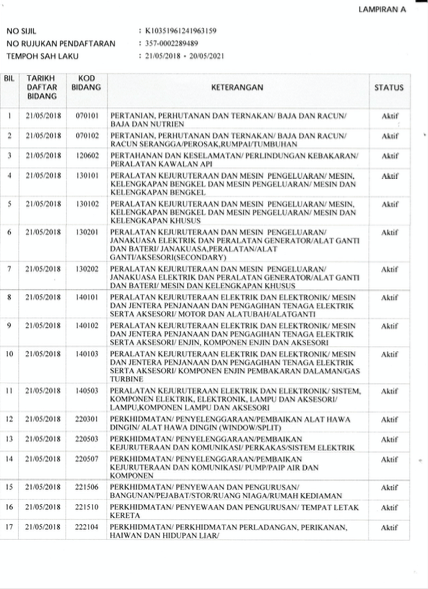 LAMPIRAN A
NO SIJIL : K10351961241963159
NO RUJUKAN PENDAFTARAN : 357-0002289489
TEMPOH SAH LAKU : 21/05/2018 - 20/05/2021
BIL TARIKH DAFTAR BIDANG KOD BIDANG KETERANGAN STATUS
1 21/05/2018 070101 PERTANIAN, PERHUTANAN DAN TERNAKAN/ BAJA DAN RACUN/ Aktif
BAJA DAN NUTRIEN
2 21/05/2018 070102 PERTANIAN, PERHUTANAN DAN TERNAKAN/ BAJA DAN RACUN/ Aktif
RACUN SERANGGA/PEROSAK,RUMPAI/TUMBUHAN
3 21/05/2018 120602 PERTAHANAN DAN KESELAMATAN/ PERLINDUNGAN KEBAKARAN/ Aktif
PERALATAN KAWALAN API
4 21/05/2018 130101 PERALATAN KEJURUTERAAN DAN MESIN PENGELUARAN/ MESIN, Aktif
KELENGKAPAN BENGKEL DAN MESIN PENGELUARAN/ MESIN DAN
KELENGKAPAN BENGKEL
5 21/05/2018 130102 PERALATAN KEJURUTERAAN DAN MESIN PENGELUARAN/ MESIN, Aktif
KELENGKAPAN BENGKEL DAN MESIN PENGELUARAN/ MESIN DAN
KELENGKAPAN KHUSUS
6 21/05/2018 130201 PERALATAN KEJURUTERAAN DAN MESIN PENGELUARAN/ Aktif
JANAKUASA ELEKTRIK DAN PERALATAN GENERATOR/ALAT GANTI
DAN BATERI/ JANAKUASA,PERALATAN/ALAT
GANTI/AKSESORI(SECONDARY)
7 21/05/2018 130202 PERALATAN KEJURUTERAAN DAN MESIN PENGELUARAN/ Aktif
JANAKUASA ELEKTRIK DAN PERALATAN GENERATOR/ALAT GANTI
DAN BATERI/ MESIN DAN KELENGKAPAN KHUSUS
8 21/05/2018 140101 PERALATAN KEJURUTERAAN ELEKTRIK DAN ELEKTRONIK/ MESIN Aktif
DAN JENTERA PENJANAAN DAN PENGAGIHAN TENAGA ELEKTRIK
SERTA AKSESORI/ MOTOR DAN ALATUBAH/ALATGANTI
9 21/05/2018 140102 PERALATAN KEJURUTERAAN ELEKTRIK DAN ELEKTRONIK/ MESIN Aktif
DAN JENTERA PENJANAAN DAN PENGAGIHAN TENAGA ELEKTRIK
SERTA AKSESORI/ ENJIN, KOMPONEN ENJIN DAN AKSESORI
10 21/05/2018 140103 PERALATAN KEJURUTERAAN ELEKTRIK DAN ELEKTRONIK/ MESIN Aktif
DAN JENTERA PENJANAAN DAN PENGAGIHAN TENAGA ELEKTRIK
SERTA AKSESORI/ KOMPONEN ENJIN PEMBAKARAN DALAMAN/GAS
TURBINE
11 21/05/2018 140503 PERALATAN KEJURUTERAAN ELEKTRIK DAN ELEKTRONIK/ SISTEM, Aktif
KOMPONEN ELEKTRIK, ELEKTRONIK, LAMPU DAN AKSESORI/
LAMPU,KOMPONEN LAMPU DAN AKSESORI
12 21/05/2018 220301 PERKHIDMATAN/ PENYELENGGARAAN/PEMBAIKAN ALAT HAWA Aktif
DINGIN/ ALAT HAWA DINGIN (WINDOW/SPLIT)
13 21/05/2018 220503 PERKHIDMATAN/ PENYELENGGARAAN/PEMBAIKAN Aktif
KEJURUTERAAN DAN KOMUNIKASI/ PERKAKAS/SISTEM ELEKTRIK
14 21/05/2018 220507 PERKHIDMATAN/ PENYELENGGARAAN/PEMBAIKAN Aktif
KEJURUTERAAN DAN KOMUNIKASI/ PUMP/PAIP AIR DAN
KOMPONEN
15 21/05/2018 221506 PERKHIDMATAN/ PENYEWAAN DAN PENGURUSAN/ Aktif
BANGUNAN/PEJABAT/STOR/RUANG NIAGA/RUMAH KEDIAMAN
16 21/05/2018 221510 PERKHIDMATAN/ PENYEWAAN DAN PENGURUSAN/ TEMPAT LETAK Aktif
KERETA
17 21/05/2018 222104 PERKHIDMATAN/ PERKHIDMATAN PERLADANGAN, PERIKANAN, Aktif
HAIWAN DAN HIDUPAN LIAR/